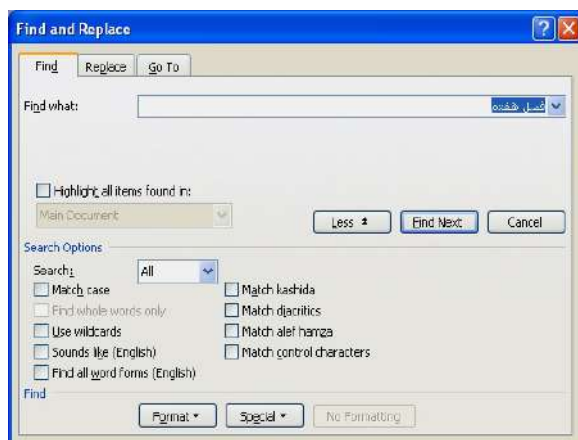 Find and Replace
Find Replace Go To
Find what: فصل هفدم
Highlight all items found in:
Main Document
Less Find Next Cancel
Search Options
Search: All
Match case Match kashida
Find whole words only Match diacritics
Use wildcards Match alef hamza
Sounds like (English) Match control characters
Find all word forms (English)
Find
Format Special No Formatting